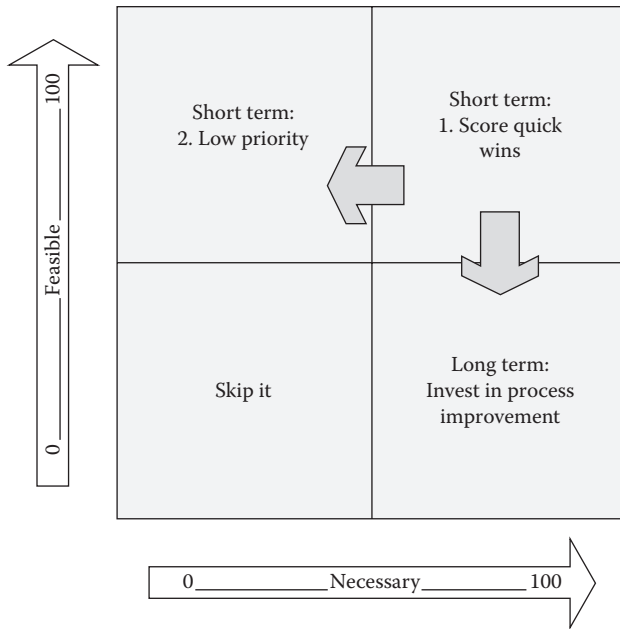 Short term:
2. Low priority
Short term:
1. Score quick
wins
Skip it
Long term:
Invest in process
improvement
0 Feasible 100
0 Necessary 100